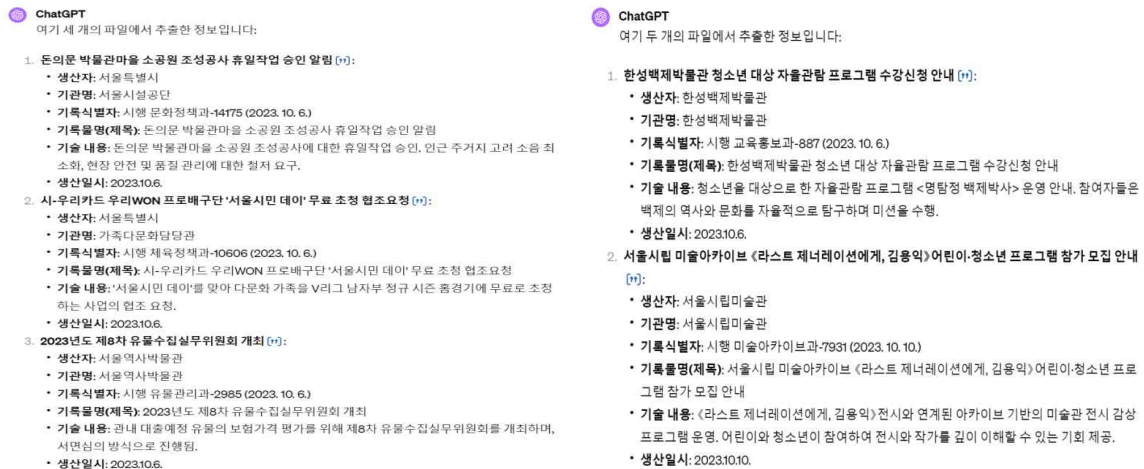 ChatGPT
여기 세 개의 파일에서 추출한 정보입니다:
1. 돈의문 박물관마을 소공원 조성공사 휴일작업 승인 알림 ["]:
• 생산자: 서울특별시
• 기관명: 서울시설공단
• 기록식별자: 시행 문화정책과-14175 (2023. 10. 6.)
• 기록물명(제목): 돈의문 박물관마을 소공원 조성공사 휴일작업 승인 알림
• 기술 내용: 돈의문 박물관마을 소공원 조성공사에 대한 휴일작업 승인. 인근 주거지 고려 소음 최
소화, 현장 안전 및 품질 관리에 대한 철저 요구.
• 생산일시: 2023.10.6.
2. 시-우리카드 우리WON 프로배구단 '서울시민 데이' 무료 초청 협조요청 ["]:
• 생산자: 서울특별시
• 기관명: 가족다문화담당관
• 기록식별자: 시행 체육정책과-10606 (2023. 10. 6.)
• 기록물명(제목): 시-우리카드 우리WON 프로배구단 '서울시민 데이' 무료 초청 협조요청
• 기술 내용: '서울시민 데이'를 맞아 다문화 가족을 V리그 남자부 정규 시즌 홈경기에 무료로 초청
하는 사업의 협조 요청.
• 생산일시: 2023.10.6.
3. 2023년도 제8차 유물수집실무위원회 개최 ["]:
• 생산자: 서울역사박물관
• 기관명: 서울역사박물관
• 기록식별자: 시행 유물관리과-2985 (2023. 10. 6.)
• 기록물명(제목): 2023년도 제8차 유물수집실무위원회 개최
• 기술 내용: 관내 대출예정 유물의 보험가격 평가를 위해 제8차 유물수집실무위원회를 개최하며,
서면심의 방식으로 진행됨.
• 생산일시: 2023.10.6.
ChatGPT
여기 두 개의 파일에서 추출한 정보입니다:
1. 한성백제박물관 청소년 대상 자율관람 프로그램 수강신청 안내 ["]:
• 생산자: 한성백제박물관
• 기관명: 한성백제박물관
• 기록식별자: 시행 교육홍보과-887 (2023. 10. 6.)
• 기록물명(제목): 한성백제박물관 청소년 대상 자율관람 프로그램 수강신청 안내
• 기술 내용: 청소년을 대상으로 한 자율관람 프로그램 <명탐정 백제박사> 운영 안내. 참여자들은
백제의 역사와 문화를 자율적으로 탐구하며 미션을 수행.
• 생산일시: 2023.10.6.
2. 서울시립 미술아카이브 《라스트 제너레이션에게, 김용익》어린이·청소년 프로그램 참가 모집 안내
["]:
• 생산자: 서울시립미술관
• 기관명: 서울시립미술관
• 기록식별자: 시행 미술아카이브과-7931 (2023. 10. 10.)
• 기록물명(제목): 서울시립 미술아카이브 《라스트 제너레이션에게, 김용익》어린이·청소년 프로
그램 참가 모집 안내
• 기술 내용: 《라스트 제너레이션에게, 김용익》전시와 연계된 아카이브 기반의 미술관 전시 감상
프로그램 운영. 어린이와 청소년이 참여하여 전시와 작가를 깊이 이해할 수 있는 기회 제공.
• 생산일시: 2023.10.10.